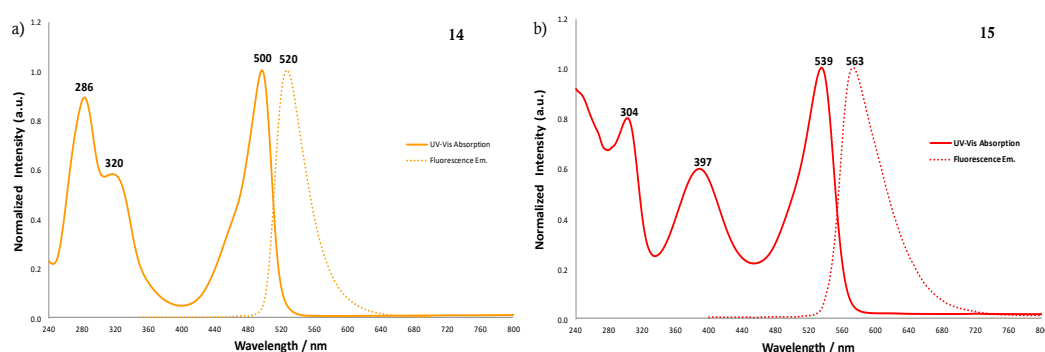 a)
14
1.2
1.0
0.8
0.6
0.4
0.2
0.0
Normalized Intensity (a.u.)
286
320
500
520
UV-Vis Absorption
Fluorescence Em.
240 280 320 360 400 440 480 520 560 600 640 680 720 760 800
Wavelength / nm
b)
15
1.2
1.0
0.8
0.6
0.4
0.2
0.0
Normalized Intensity (a.u.)
304
397
539
563
UV-Vis Absorption
Fluorescence Em.
240 280 320 360 400 440 480 520 560 600 640 680 720 760 800
Wavelength / nm